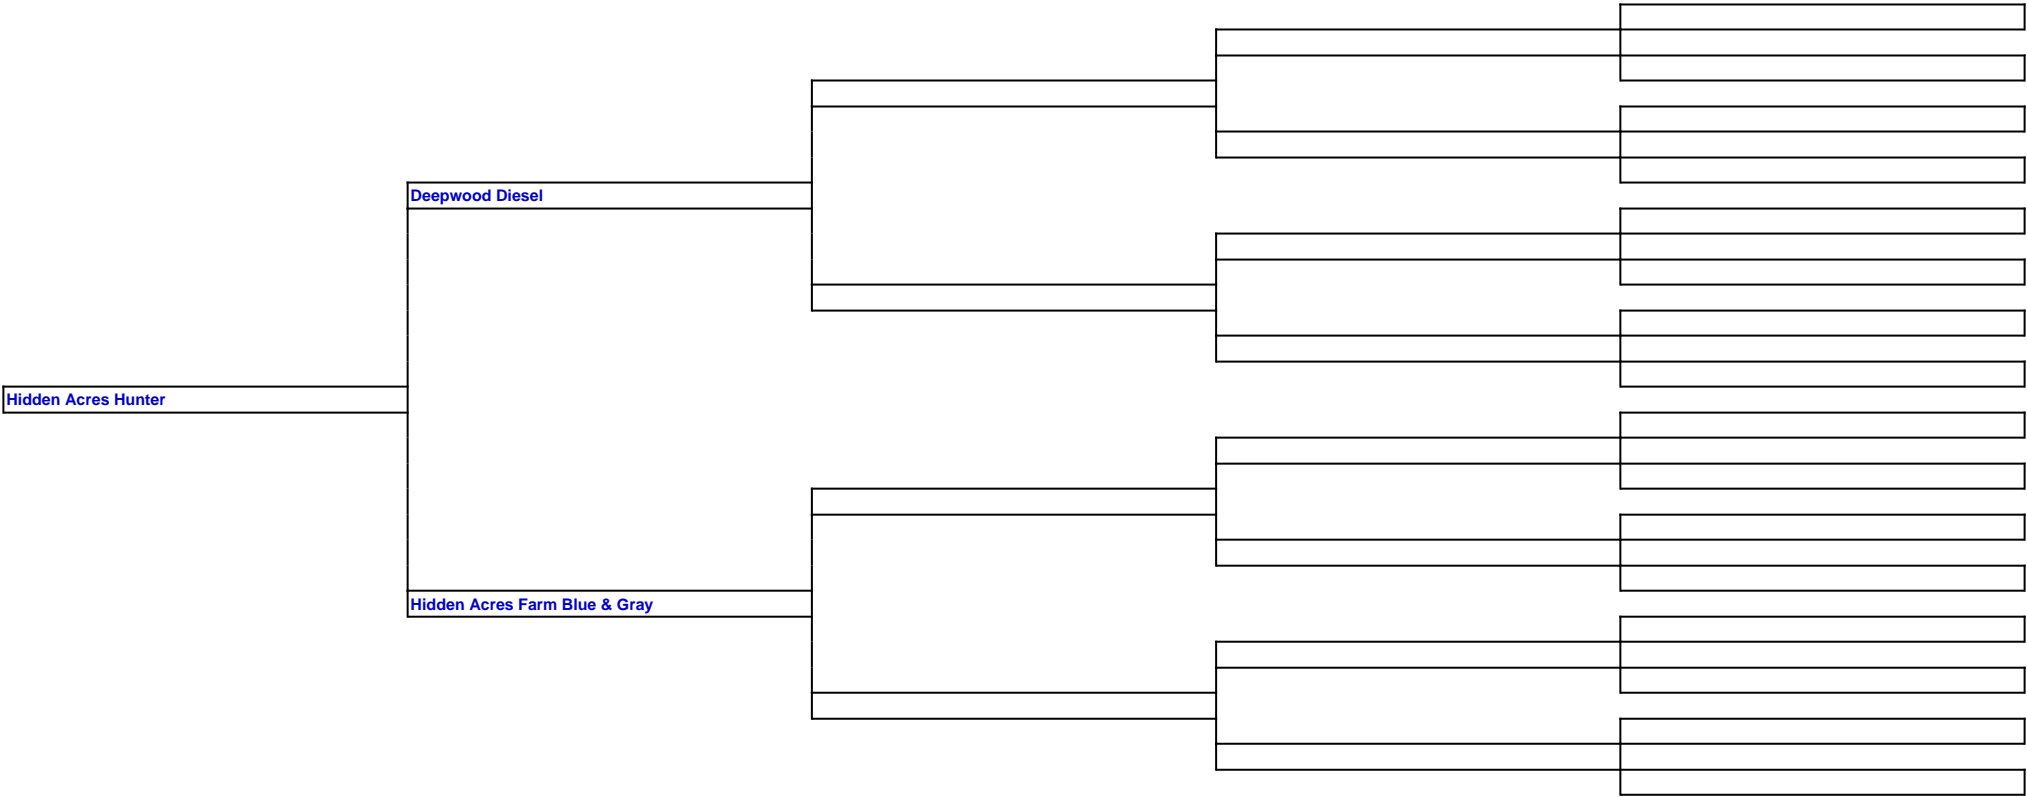 Deepwood Diesel
Hidden Acres Hunter
Hidden Acres Farm Blue & Gray